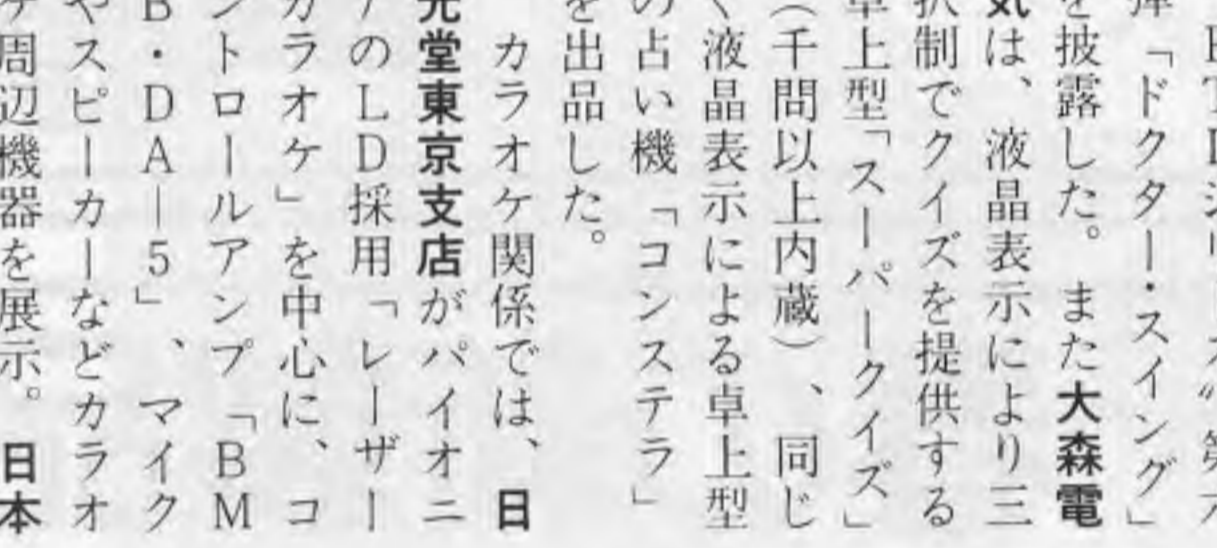 弾「ドクター・スイング」
を披露した。また大森電
気は、液晶表示により三
択制でクイズを提供する
卓上型「スーパークイズ」
（千問以上内蔵）、同じ
く液晶表示による卓上型
の占い機「コンステラ」
を出品した。
カラオケ関係では、日
光堂東京支店がパイオニ
アのLD採用「レーザー
カラオケ」を中心に、コ
ントロールアンプ「BM
B・DA－5」、マイク
やスピーカーなどカラオ
ケ周辺機器を展示。日本